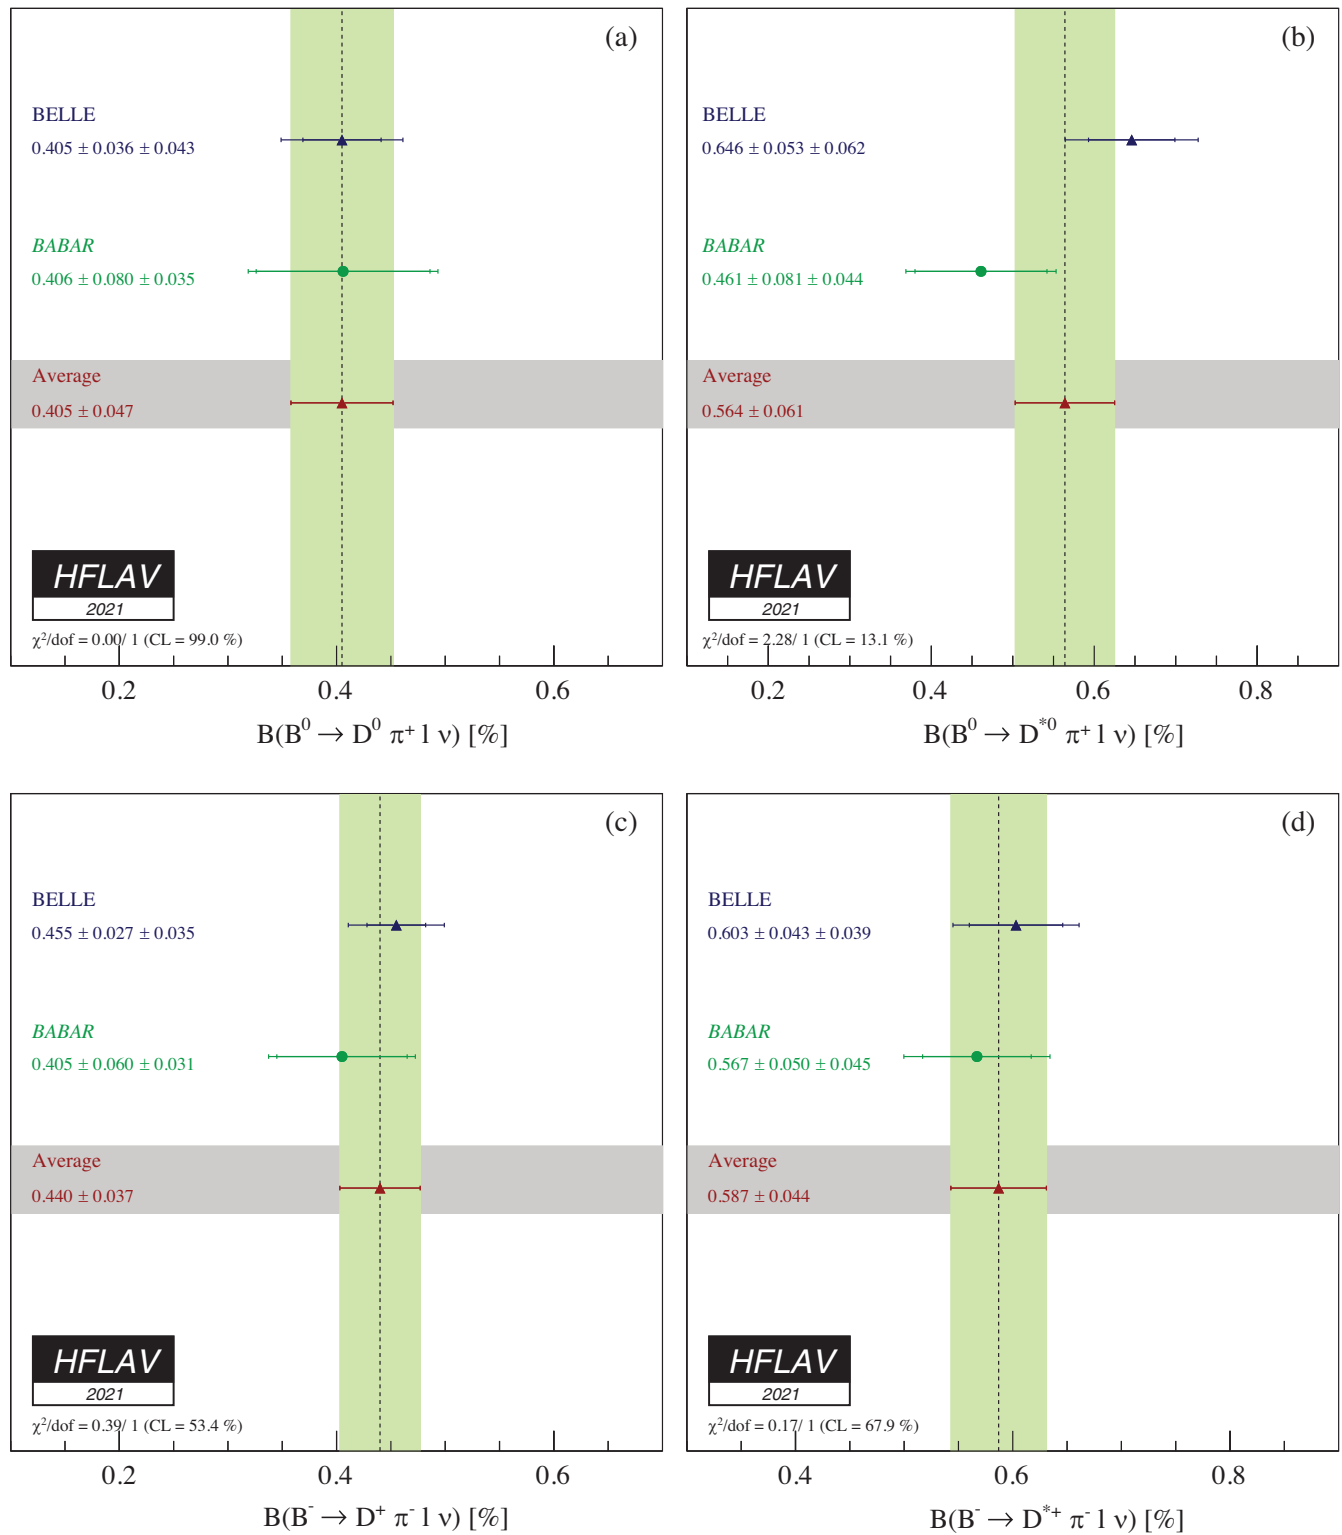 (a)
BELLE
0.405 ± 0.036 ± 0.043
BABAR
0.406 ± 0.080 ± 0.035
Average
0.405 ± 0.047
HFLAV
2021
χ²/dof = 0.00/ 1 (CL = 99.0 %)
0.2 0.4 0.6
B(B⁰ → D⁰ π⁺ l ν) [%]
(b)
BELLE
0.646 ± 0.053 ± 0.062
BABAR
0.461 ± 0.081 ± 0.044
Average
0.564 ± 0.061
HFLAV
2021
χ²/dof = 2.28/ 1 (CL = 13.1 %)
0.2 0.4 0.6 0.8
B(B⁰ → D*⁰ π⁺ l ν) [%]
(c)
BELLE
0.455 ± 0.027 ± 0.035
BABAR
0.405 ± 0.060 ± 0.031
Average
0.440 ± 0.037
HFLAV
2021
χ²/dof = 0.39/ 1 (CL = 53.4 %)
0.2 0.4 0.6
B(B⁻ → D⁺ π⁻ l ν) [%]
(d)
BELLE
0.603 ± 0.043 ± 0.039
BABAR
0.567 ± 0.050 ± 0.045
Average
0.587 ± 0.044
HFLAV
2021
χ²/dof = 0.17/ 1 (CL = 67.9 %)
0.4 0.6 0.8
B(B⁻ → D*⁺ π⁻ l ν) [%]